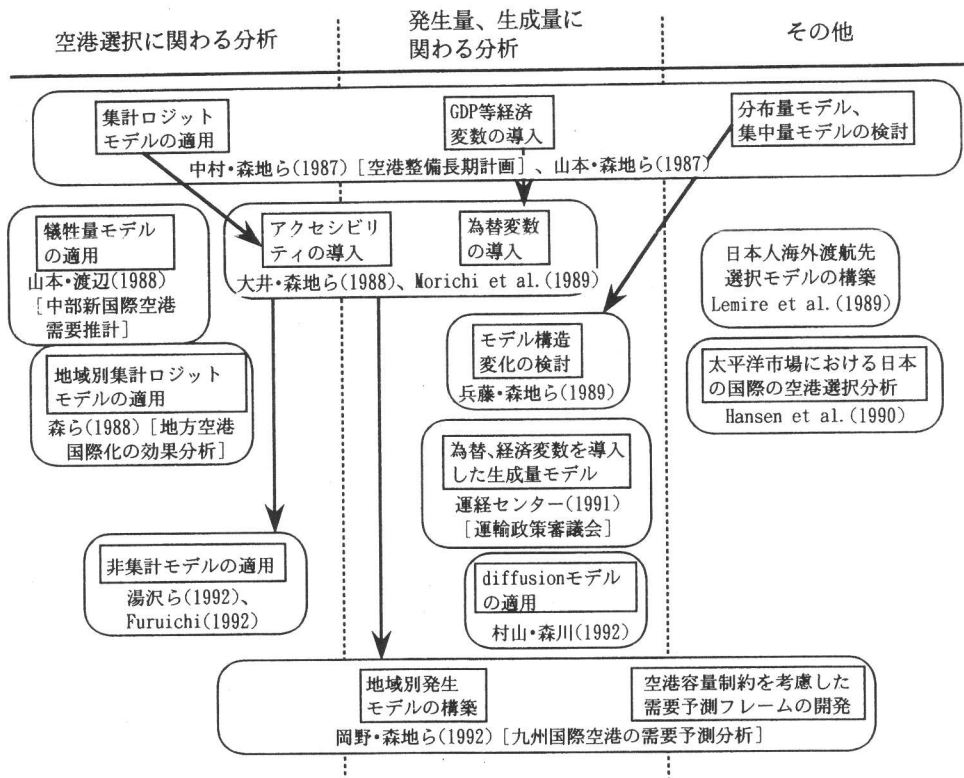 空港選択に関わる分析
発生量、生成量に
関わる分析
その他
集計ロジット
モデルの適用
GDP等経済
変数の導入
分布量モデル、
集中量モデルの検討
中村・森地ら(1987)[空港整備長期計画]、山本・森地ら(1987)
犠牲量モデル
の適用
山本・渡辺(1988)
[中部新国際空港
需要推計]
アクセシビリ
ティの導入
為替変数
の導入
大井・森地ら(1988)、Morichi et al.(1989)
日本人海外渡航先
選択モデルの構築
Lemire et al.(1989)
地域別集計ロジット
モデルの適用
森ら(1988)[地方空港
国際化の効果分析]
モデル構造
変化の検討
兵藤・森地ら(1989)
太平洋市場における日本
の国際の空港選択分析
Hansen et al.(1990)
為替、経済変数を導入
した生成量モデル
運経センター(1991)
[運輸政策審議会]
非集計モデルの適用
湯沢ら(1992)、
Furuichi(1992)
diffusionモデル
の適用
村山・森川(1992)
地域別発生
モデルの構築
空港容量制約を考慮した
需要予測フレームの開発
岡野・森地ら(1992)[九州国際空港の需要予測分析]